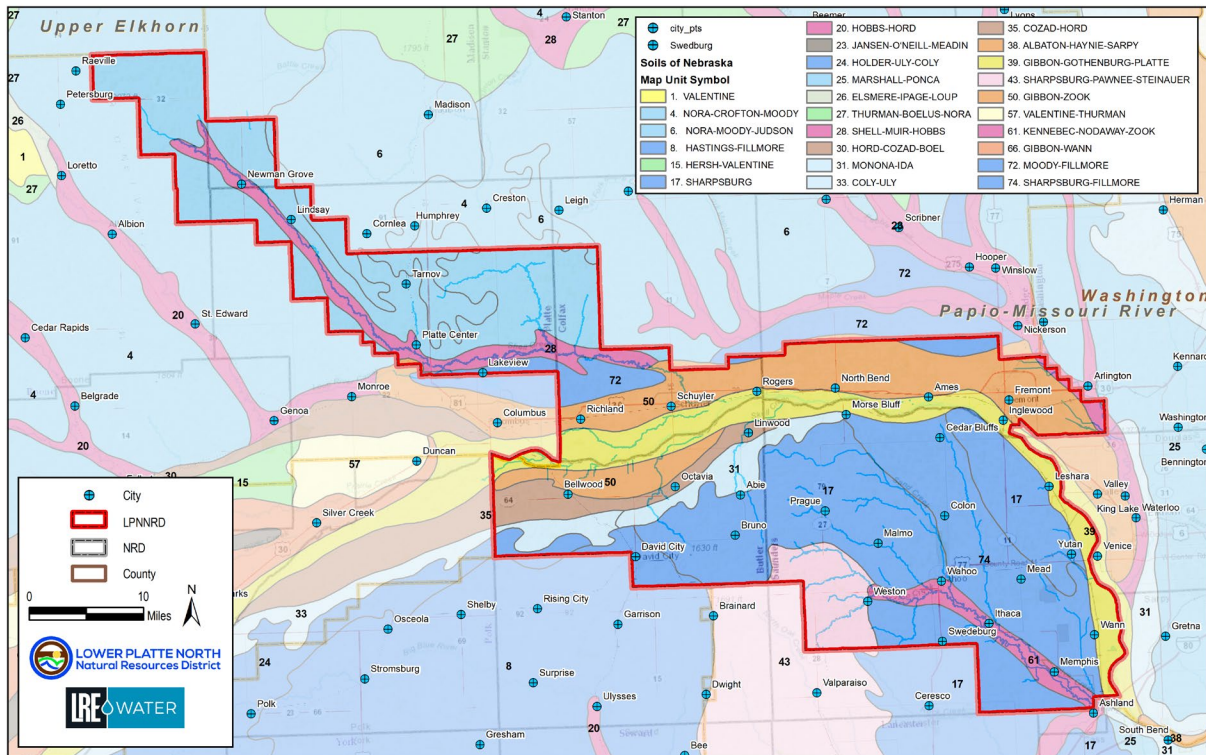 Upper Elkhorn
Washington
Papio-Missouri River
city_pts
Swedburg
Soils of Nebraska
Map Unit Symbol
1. VALENTINE
4. NORA-CROFTON-MOODY
6. NORA-MOODY-JUDSON
8. HASTINGS-FILLMORE
15. HERSH-VALENTINE
17. SHARPSBURG
20. HOBBS-HORD
23. JANSEN-O'NEILL-MEADIN
24. HOLDER-ULY-COLY
25. MARSHALL-PONCA
26. ELSMERE-IPAGE-LOUP
27. THURMAN-BOELUS-NORA
28. SHELL-MUIR-HOBBS
30. HORD-COZAD-BOEL
31. MONONA-IDA
33. COLY-ULY
35. COZAD-HORD
38. ALBATON-HAYNIE-SARPY
39. GIBBON-GOTHENBURG-PLATTE
43. SHARPSBURG-PAWNEE-STEINAUER
50. GIBBON-ZOOK
57. VALENTINE-THURMAN
61. KENNEBEC-NODAWAY-ZOOK
66. GIBBON-WANN
72. MOODY-FILLMORE
74. SHARPSBURG-FILLMORE
Stanton
Raeville
Petersburg
Madison
Loretto
Newman Grove
Albion
Lindsay
Cornlea
Humphrey
Creston
Leigh
Scribner
Herman
Hooper
Winslow
Tarnov
St. Edward
Cedar Rapids
Platte Center
Platte
Colfax
Nickerson
Kennard
Lakeview
Belgrade
Monroe
Genoa
Columbus
Richland
Schuyler
Rogers
North Bend
Morse Bluff
Ames
Fremont
Inglewood
Arlington
Washington
Bennington
Duncan
Linwood
Cedar Bluffs
Bellwood
Octavia
Abie
Prague
Colon
Leshara
Valley
King Lake
Waterloo
Silver Creek
Bruno
Malmo
Yutan
Venice
David City
1630 ft
Butler
Saunders
Wahoo
Mead
Weston
Ithaca
Wann
Gretna
Swedeburg
Memphis
Osceola
Shelby
Rising City
Garrison
Brainard
Stromsburg
Surprise
Ulysses
Dwight
Valparaiso
Ceresco
Ashland
South Bend
Polk
Gresham
Bee
City
LPNNRD
NRD
County
0 10
Miles
N
LOWER PLATTE NORTH
Natural Resources District
LRE WATER